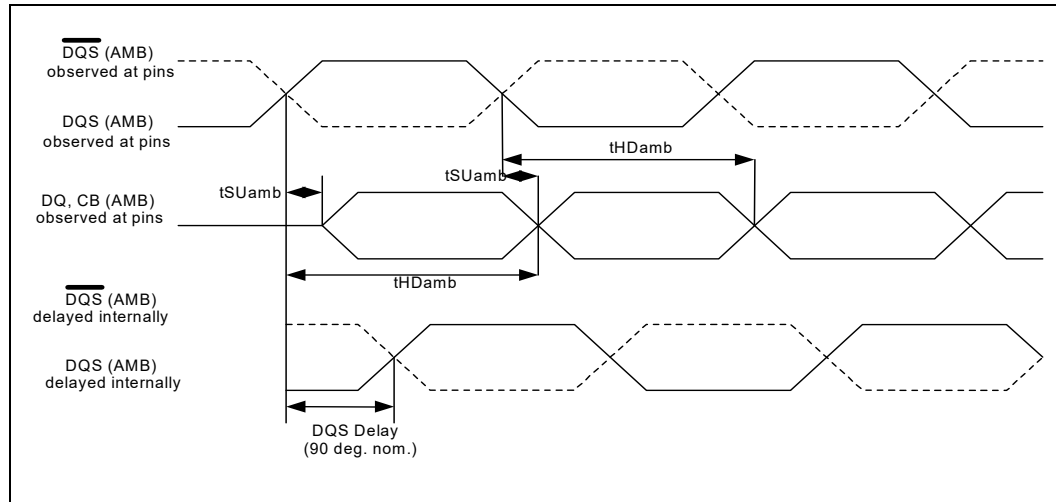 DQS (AMB)
observed at pins
DQS (AMB)
observed at pins
tHDamb
tSUamb
tSUamb
DQ, CB (AMB)
observed at pins
tHDamb
DQS (AMB)
delayed internally
DQS (AMB)
delayed internally
DQS Delay
(90 deg. nom.)